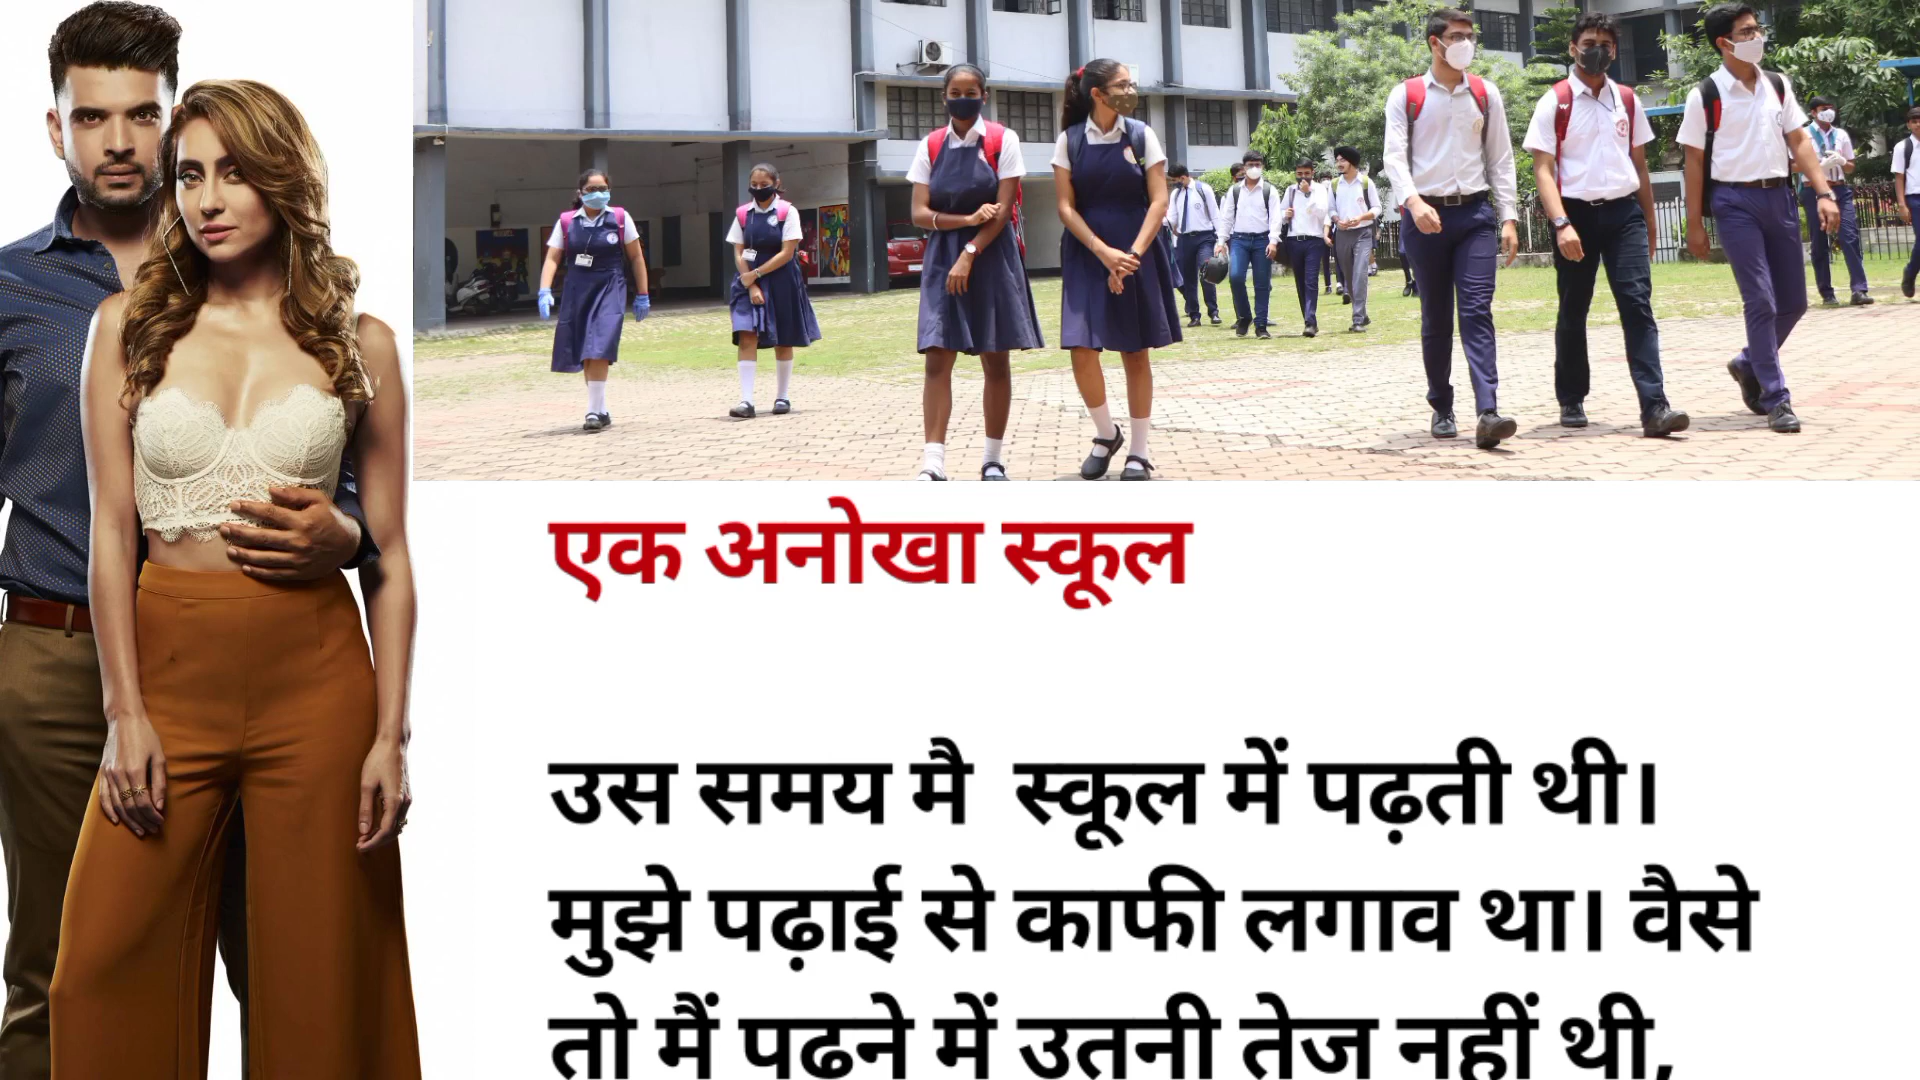 एक अनोखा स्कूल
उस समय मै स्कूल में पढ़ती थी।
मुझे पढ़ाई से काफी लगाव था। वैसे
तो मैं पढने में उतनी तेज नहीं थी,